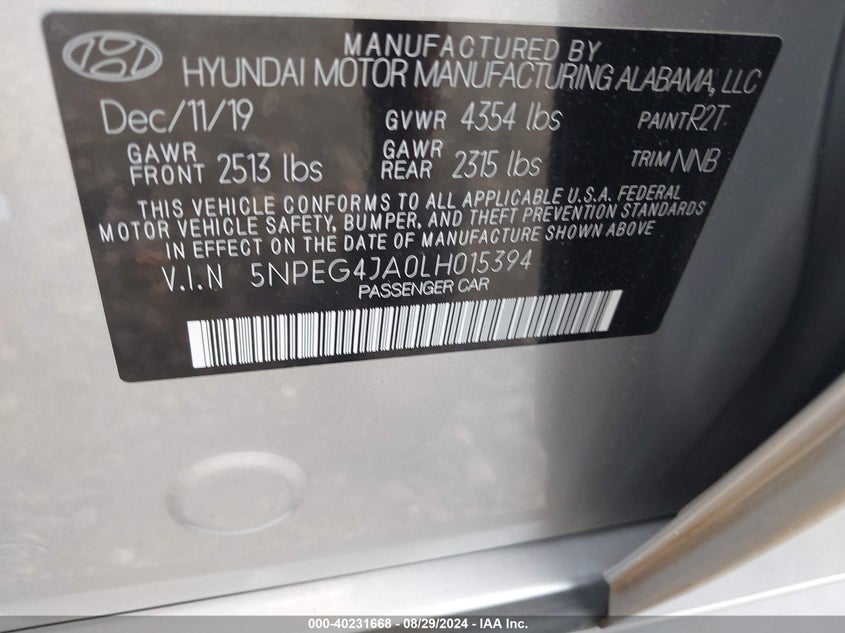 MANUFACTURED BY
HYUNDAI MOTOR MANUFACTURING ALABAMA, LLC
Dec/11/19 GVWR 4354 lbs PAINT R2T
GAWR FRONT 2513 lbs GAWR REAR 2315 lbs TRIM NNB
THIS VEHICLE CONFORMS TO ALL APPLICABLE U.S.A. FEDERAL
MOTOR VEHICLE SAFETY, BUMPER, AND THEFT PREVENTION STANDARDS
IN EFFECT ON THE DATE OF MANUFACTURE SHOWN ABOVE
V.I.N 5NPEG4JA0LH015394
PASSENGER CAR
000-40231668 - 08/29/2024 - IAA Inc.